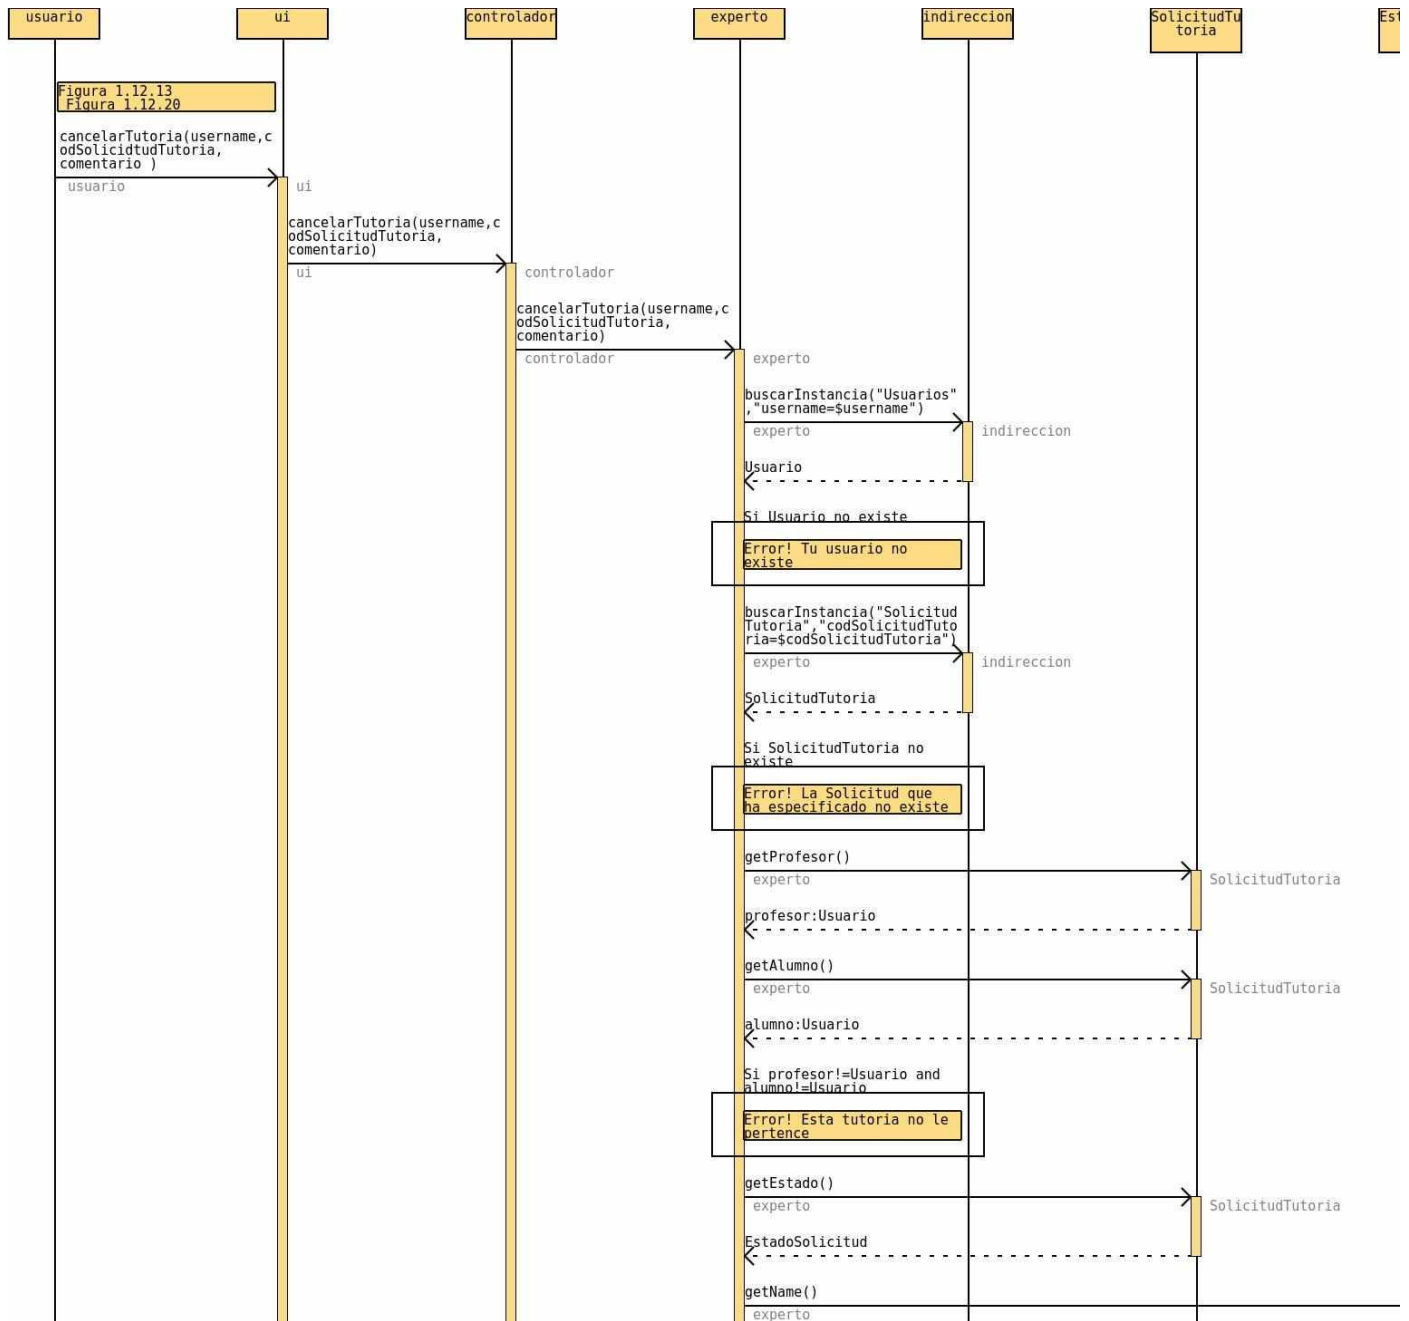 usuario
ui
controlador
experto
indireccion
SolicitudTu
toria
Est
Figura 1.12.13
Figura 1.12.20
cancelarTutoria(username,c
odSolicidtudTutoria,
comentario )
usuario
ui
cancelarTutoria(username,c
odSolicitudTutoria,
comentario)
ui
controlador
cancelarTutoria(username,c
odSolicitudTutoria,
comentario)
controlador
experto
buscarInstancia("Usuarios"
,"username=$username")
experto
indireccion
Usuario
Si Usuario no existe
Error! Tu usuario no
existe
buscarInstancia("Solicitud
Tutoria","codSolicitudTuto
ria=$codSolicitudTutoria")
experto
indireccion
SolicitudTutoria
Si SolicitudTutoria no
existe
Error! La Solicitud que
ha especificado no existe
getProfesor()
experto
SolicitudTutoria
profesor:Usuario
getAlumno()
experto
SolicitudTutoria
alumno:Usuario
Si profesor!=Usuario and
alumno!=Usuario
Error! Esta tutoria no le
pertence
getEstado()
experto
SolicitudTutoria
EstadoSolicitud
getName()
experto